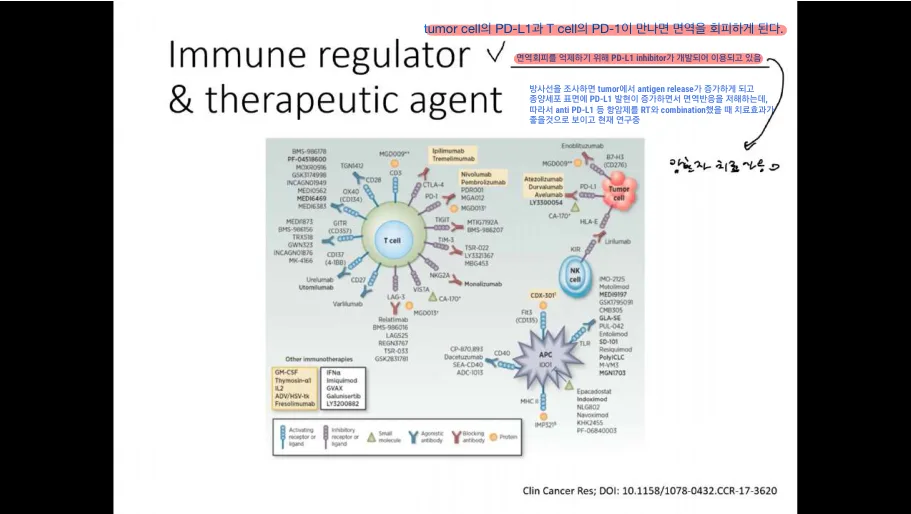 tumor cell의 PD-L1과 T cell의 PD-1이 만나면 면역을 회피하게 된다.
Immune regulator
& therapeutic agent
면역회피를 억제하기 위해 PD-L1 inhibitor가 개발되어 이용되고 있음
방사선을 조사하면 tumor에서 antigen release가 증가하게 되고
종양세포 표면에 PD-L1 발현이 증가하면서 면역반응을 저해하는데,
따라서 anti PD-L1 등 항암제를 RT와 combination했을 때 치료효과가
좋을것으로 보이고 현재 연구중
치료
BMS-986178
PF-04518600
MOXR0916
GSK3174998
INCAGN01949
MEDI0562
MEDI6469
MEDI6383
OX40
(CD134)
TGN1412
CD28
MGD009**
CD3
Ipilimumab
Tremelimumab
CTLA-4
Nivolumab
Pembrolizumab
PDR001
MGA012
MGD013†
PD-1
MEDI1873
BMS-986156
TRX518
GWN323
INCAGN01876
MK-4166
GITR
(CD357)
T cell
TIGIT
MTIG7192A
BMS-986207
TIM-3
TSR-022
LY3321367
MBG453
Urelumab
Utomilumab
CD137
(4-1BB)
CD27
Varlilumab
NKG2A
Monalizumab
VISTA
CA-170*
LAG-3
MGD013†
Relatlimab
BMS-986016
LAG525
REGN3767
TSR-033
GSK2831781
Enoblituzumab
MGD009**
B7-H3
(CD276)
Atezolizumab
Durvalumab
Avelumab
LY3300054
PD-L1
CA-170*
Tumor
cell
HLA-E
KIR
Lirilumab
NK
cell
CDX-301‡
Flt3
(CD135)
IMO-2125
Motolimod
MEDI9197
GSK1795091
CMB305
GLA-SE
PUL-042
Entolimod
SD-101
Resiquimod
PolyICLC
M-VM3
MGN1703
TLR
CP-870,893
Dacetuzumab
SEA-CD40
ADC-1013
CD40
APC
IDO1
MHC II
IMP321§
Epacadostat
Indoximod
NLG802
Navoximod
KHK2455
PF-06840003
Other immunotherapies
GM-CSF
Thymosin-α1
IL2
ADV/HSV-tk
Fresolimumab
IFNα
Imiquimod
GVAX
Galunisertib
LY3200882
Activating
receptor or
ligand
Inhibitory
receptor or
ligand
Small
molecule
Agonistic
antibody
Blocking
antibody
Protein
Clin Cancer Res; DOI: 10.1158/1078-0432.CCR-17-3620